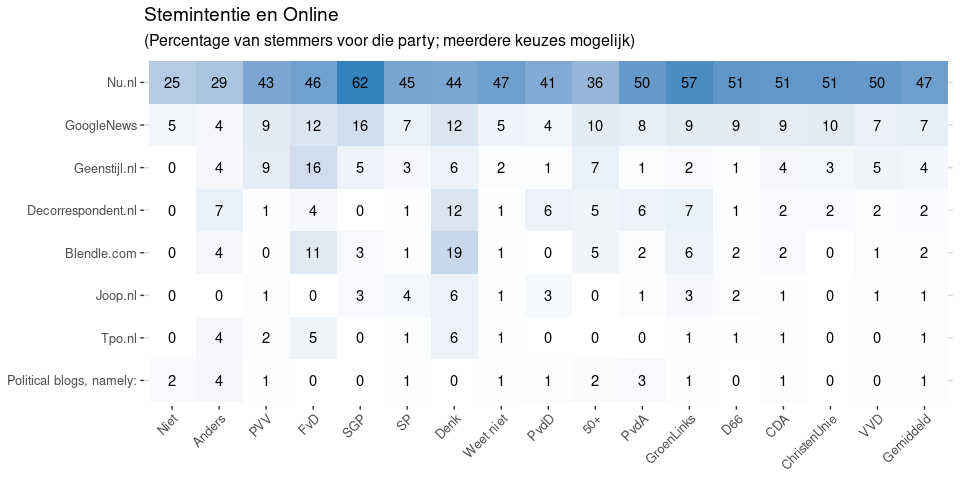 Stemintentie en Online
(Percentage van stemmers voor die party; meerdere keuzes mogelijk)
Nu.nl 25 29 43 46 62 45 44 47 41 36 50 57 51 51 51 50 47
GoogleNews 5 4 9 12 16 7 12 5 4 10 8 9 9 9 10 7 7
Geenstijl.nl 0 4 9 16 5 3 6 2 1 7 1 2 1 4 3 5 4
Decorrespondent.nl 0 7 1 4 0 1 12 1 6 5 6 7 1 2 2 2 2
Blendle.com 0 4 0 11 3 1 19 1 0 5 2 6 2 2 0 1 2
Joop.nl 0 0 1 0 3 4 6 1 3 0 1 3 2 1 0 1 1
Tpo.nl 0 4 2 5 0 1 6 1 0 0 0 1 1 1 0 0 1
Political blogs, namely: 2 4 1 0 0 1 0 1 1 2 3 1 0 1 0 0 1
Niet Anders PVV FvD SGP SP Denk Weet niet PvdD 50+ PvdA GroenLinks D66 CDA ChristenUnie VVD Gemiddeld